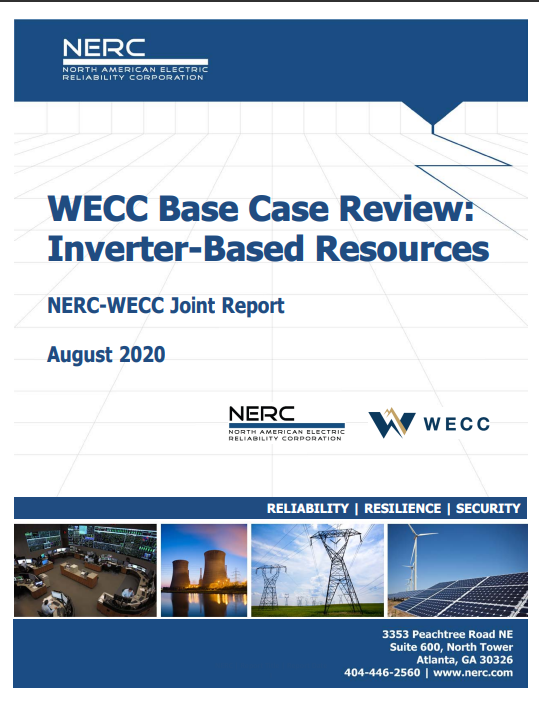 NERC
NORTH AMERICAN ELECTRIC
RELIABILITY CORPORATION
WECC Base Case Review:
Inverter-Based Resources
NERC-WECC Joint Report
August 2020
NERC
NORTH AMERICAN ELECTRIC
RELIABILITY CORPORATION
WECC
RELIABILITY | RESILIENCE | SECURITY
3353 Peachtree Road NE
Suite 600, North Tower
Atlanta, GA 30326
404-446-2560 | www.nerc.com